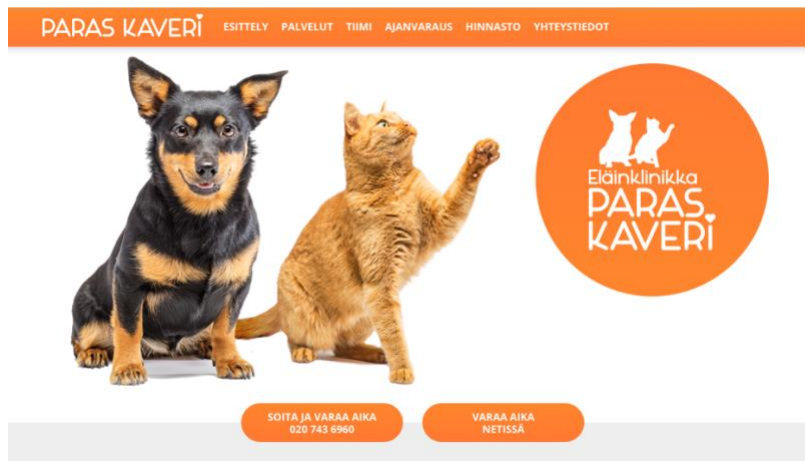 PARAS KAVERI ESITTELY PALVELUT TIIMI AJANVARAUS HINNASTO YHTEYSTIEDOT
Eläinklinikka
PARAS
KAVERI
SOITA JA VARAA AIKA
020 743 6960
VARAA AIKA
NETISSÄ